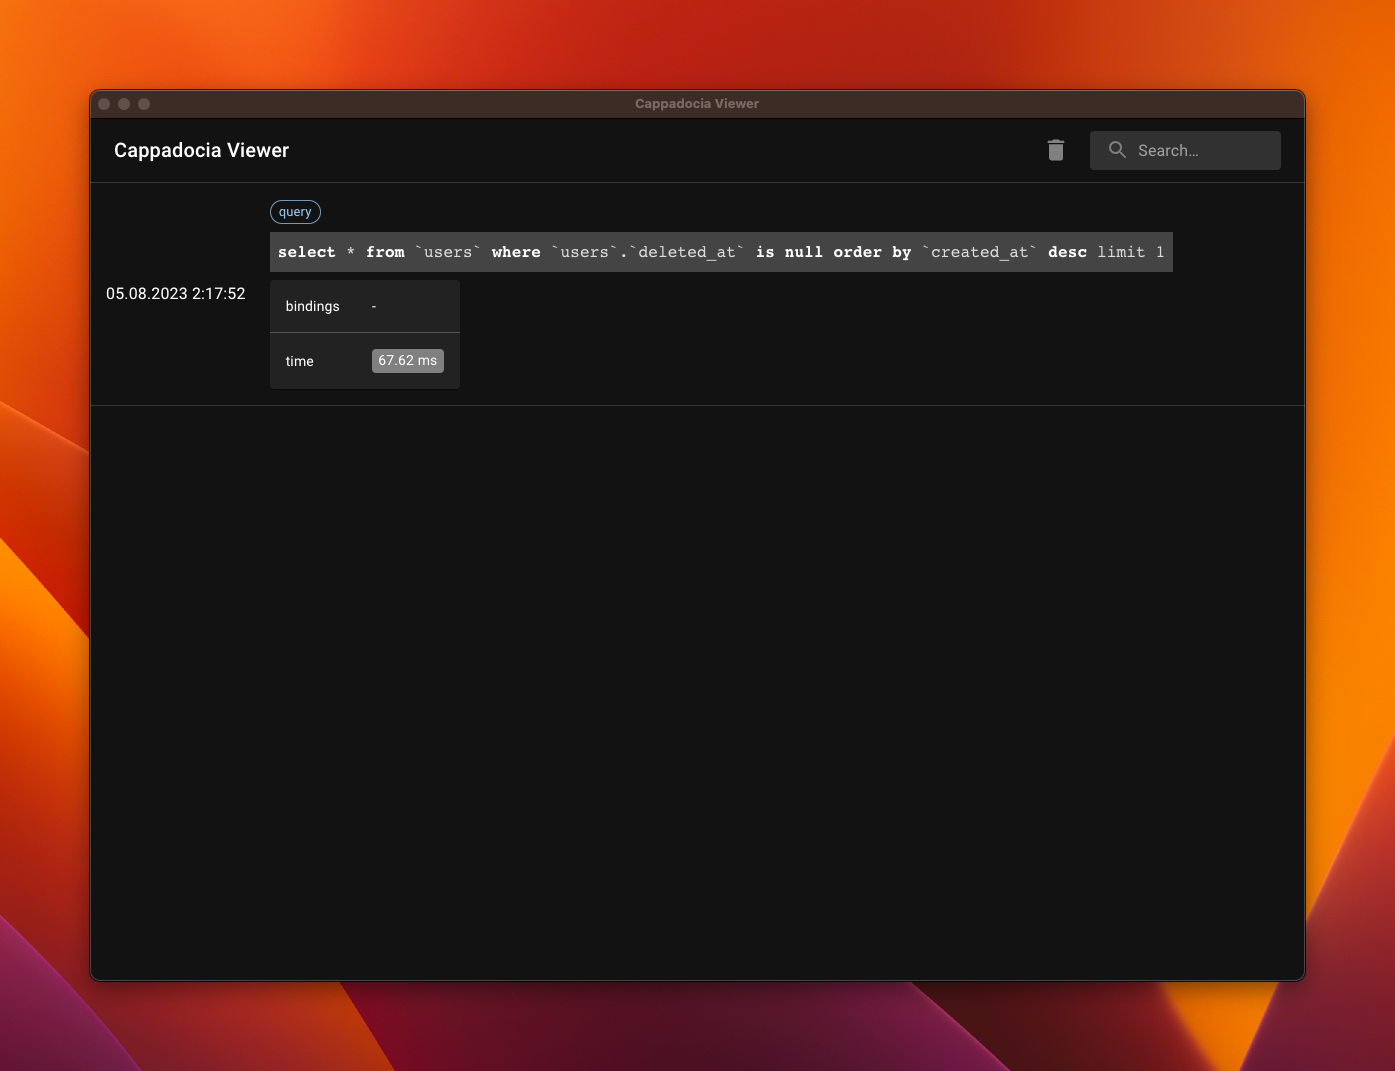 Cappadocia Viewer
Cappadocia Viewer
Search...
query
select * from `users` where `users`.`deleted_at` is null order by `created_at` desc limit 1
05.08.2023 2:17:52
bindings -
time 67.62 ms